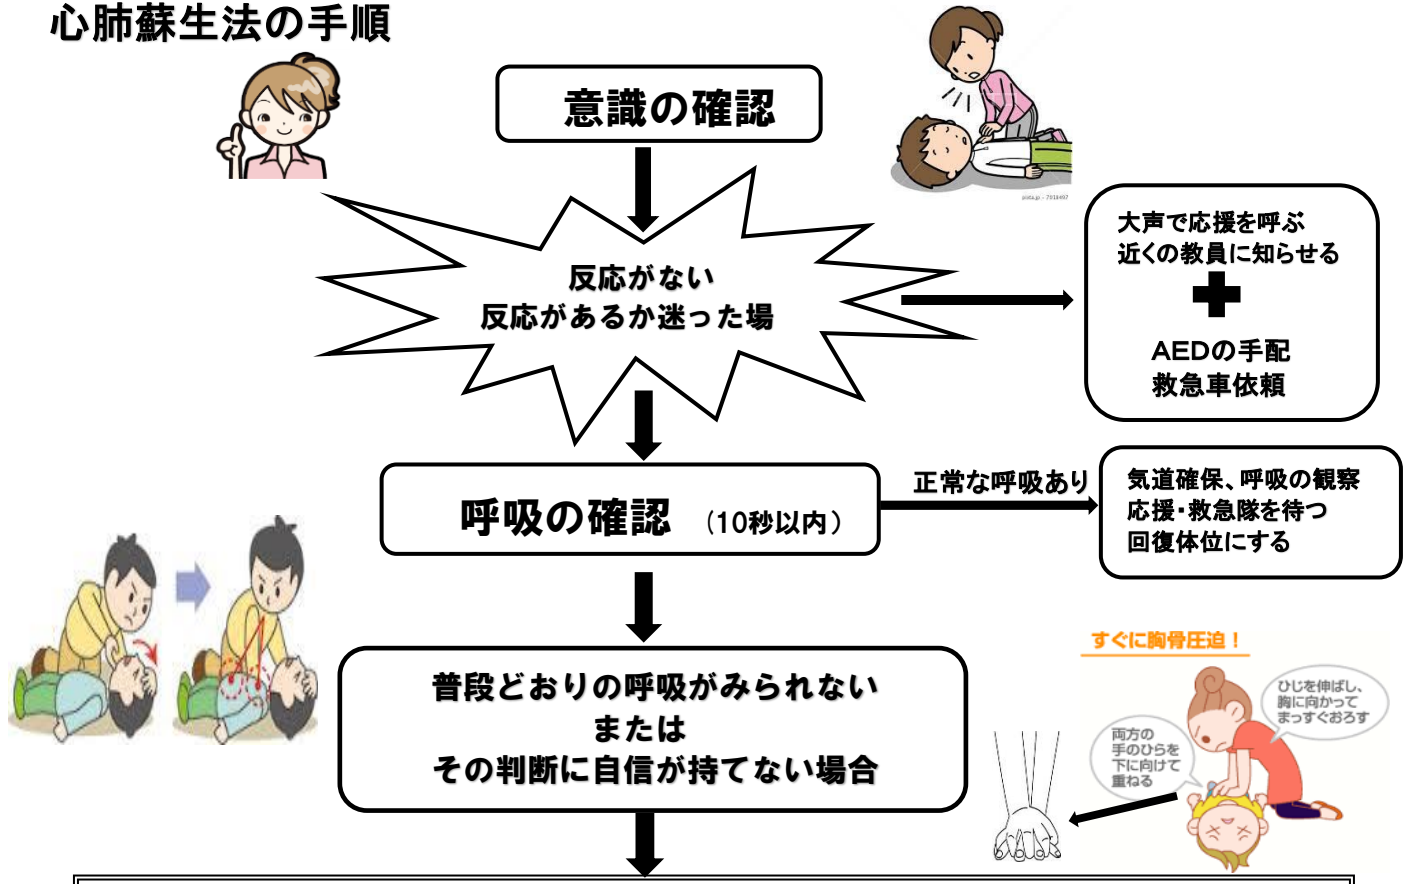 心肺蘇生法の手順
意識の確認
反応がない
反応があるか迷った場
大声で応援を呼ぶ
近くの教員に知らせる
AEDの手配
救急車依頼
呼吸の確認 (10秒以内)
正常な呼吸あり
気道確保、呼吸の観察
応援・救急隊を待つ
回復体位にする
普段どおりの呼吸がみられない
または
その判断に自信が持てない場合
すぐに胸骨圧迫！
ひじを伸ばし、
胸に向かって
まっすぐおろす
両方の
手のひらを
下に向けて
重ねる